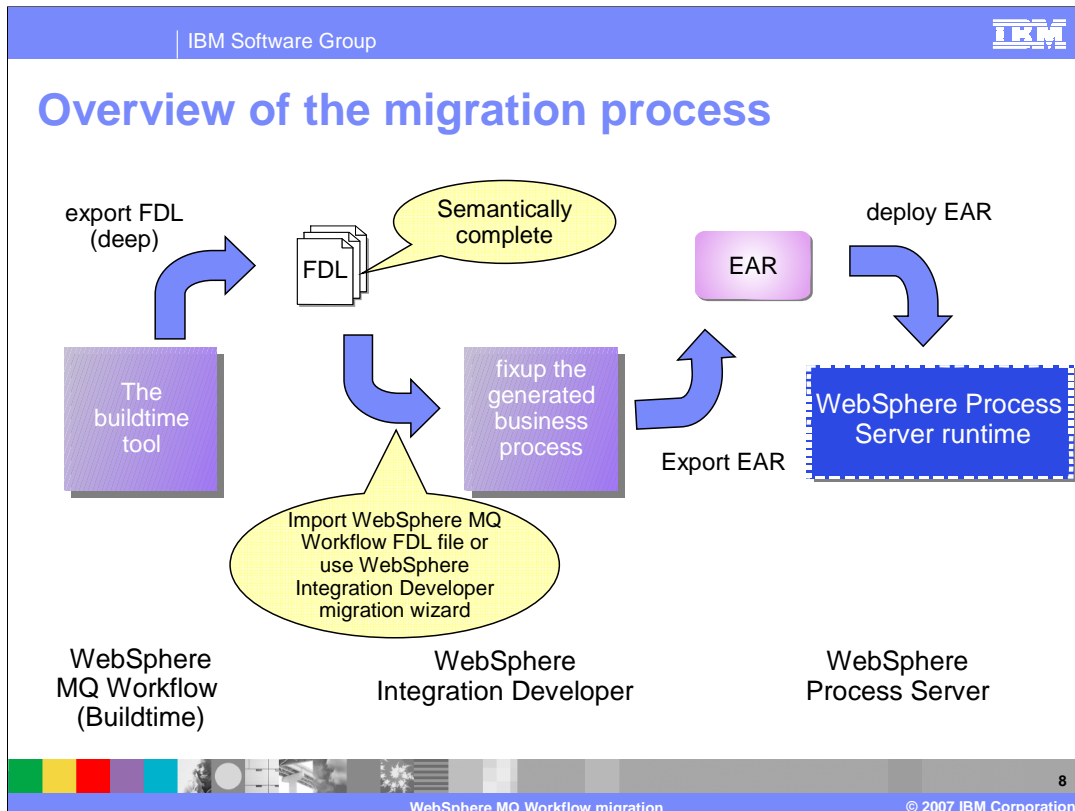 IBM Software Group
IBM
Overview of the migration process
export FDL
(deep)
FDL
Semantically
complete
EAR
deploy EAR
The
buildtime
tool
fixup the
generated
business
process
Export EAR
WebSphere Process
Server runtime
Import WebSphere MQ
Workflow FDL file or
use WebSphere
Integration Developer
migration wizard
WebSphere
MQ Workflow
(Buildtime)
WebSphere
Integration Developer
WebSphere
Process Server
8
WebSphere MQ Workflow migration
© 2007 IBM Corporation